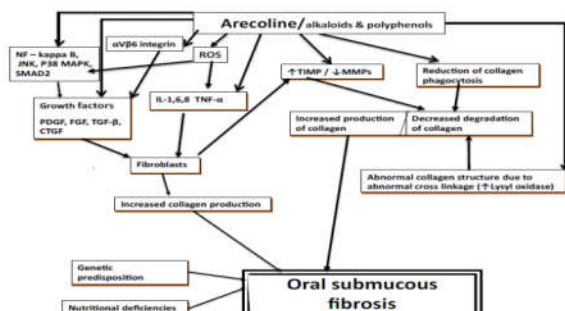 Arecoline/alkaloids & polyphenols
NF – kappa B,
JNK, P38 MAPK,
SMAD2
αVβ6 integrin
ROS
↑TIMP / ↓MMPs
Reduction of collagen
phagocytosis
Growth factors
PDGF, FGF, TGF-β,
CTGF
IL-1,6,8 TNF-α
Increased production
of collagen
Decreased degradation
of collagen
Fibroblasts
Abnormal collagen structure due to
abnormal cross linkage (↑Lysyl oxidase)
Increased collagen production
Genetic
predisposition
Oral submucous
fibrosis
Nutritional deficiencies